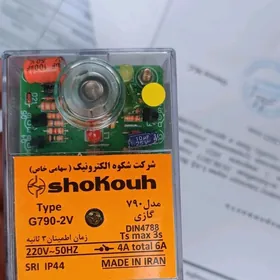 شرکت شکوه الکترونیک (سهامی خاص)
shokouh
Type
G790-2V
مدل ۷۹۰
گازی
DIN4788
زمان اطمینان ۳ ثانیه
Ts max 3s
220V~50HZ
4A total 6A
SRI IP44
MADE IN IRAN